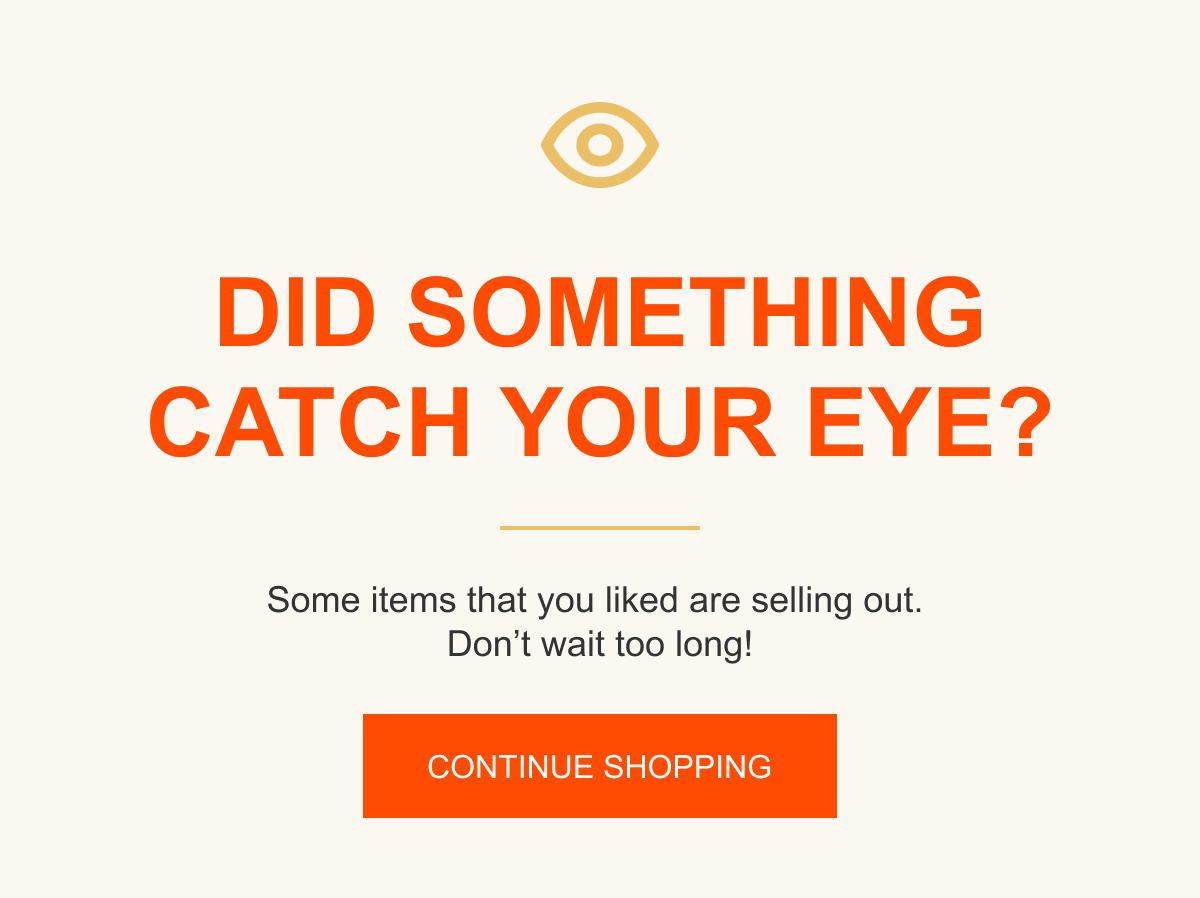 DID SOMETHING
CATCH YOUR EYE?
Some items that you liked are selling out.
Don’t wait too long!
CONTINUE SHOPPING